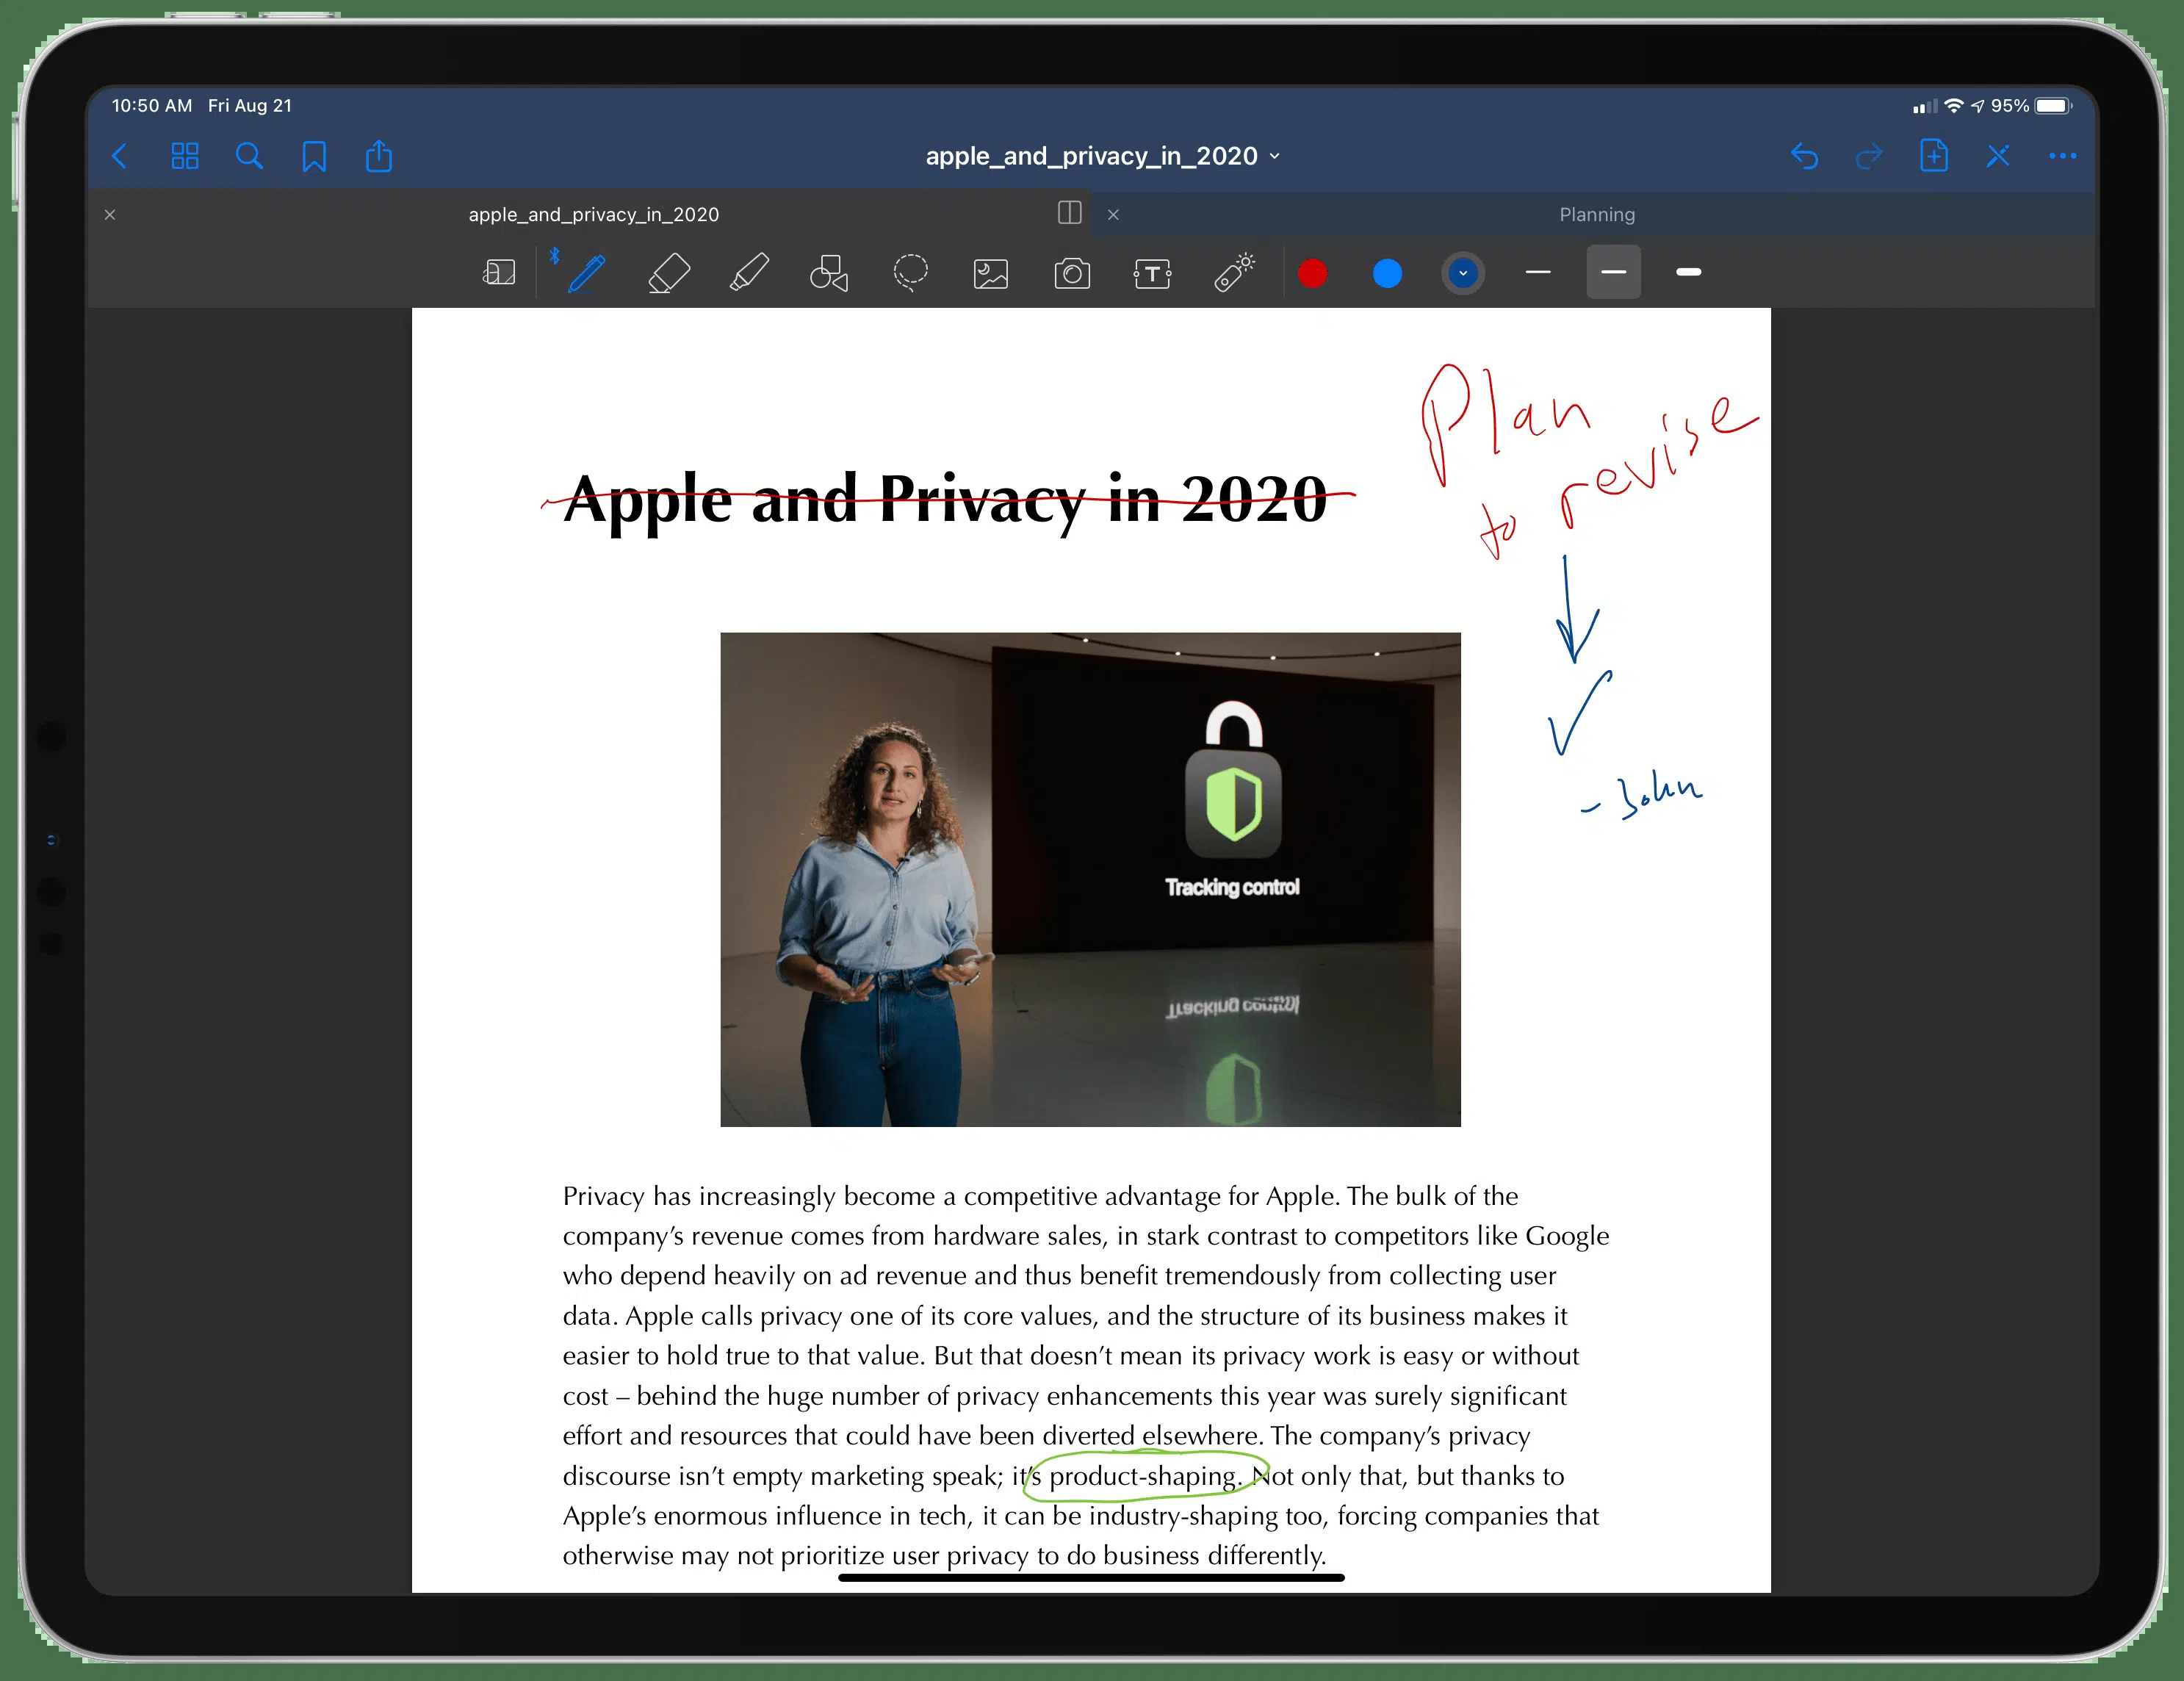 10:50 AM Fri Aug 21
95%
apple_and_privacy_in_2020
apple_and_privacy_in_2020
Planning
T
Plan
to revise
Apple and Privacy in 2020
- John
Tracking control
Tracking control
Privacy has increasingly become a competitive advantage for Apple. The bulk of the
company’s revenue comes from hardware sales, in stark contrast to competitors like Google
who depend heavily on ad revenue and thus benefit tremendously from collecting user
data. Apple calls privacy one of its core values, and the structure of its business makes it
easier to hold true to that value. But that doesn’t mean its privacy work is easy or without
cost – behind the huge number of privacy enhancements this year was surely significant
effort and resources that could have been diverted elsewhere. The company’s privacy
discourse isn’t empty marketing speak; it’s product-shaping. Not only that, but thanks to
Apple’s enormous influence in tech, it can be industry-shaping too, forcing companies that
otherwise may not prioritize user privacy to do business differently.